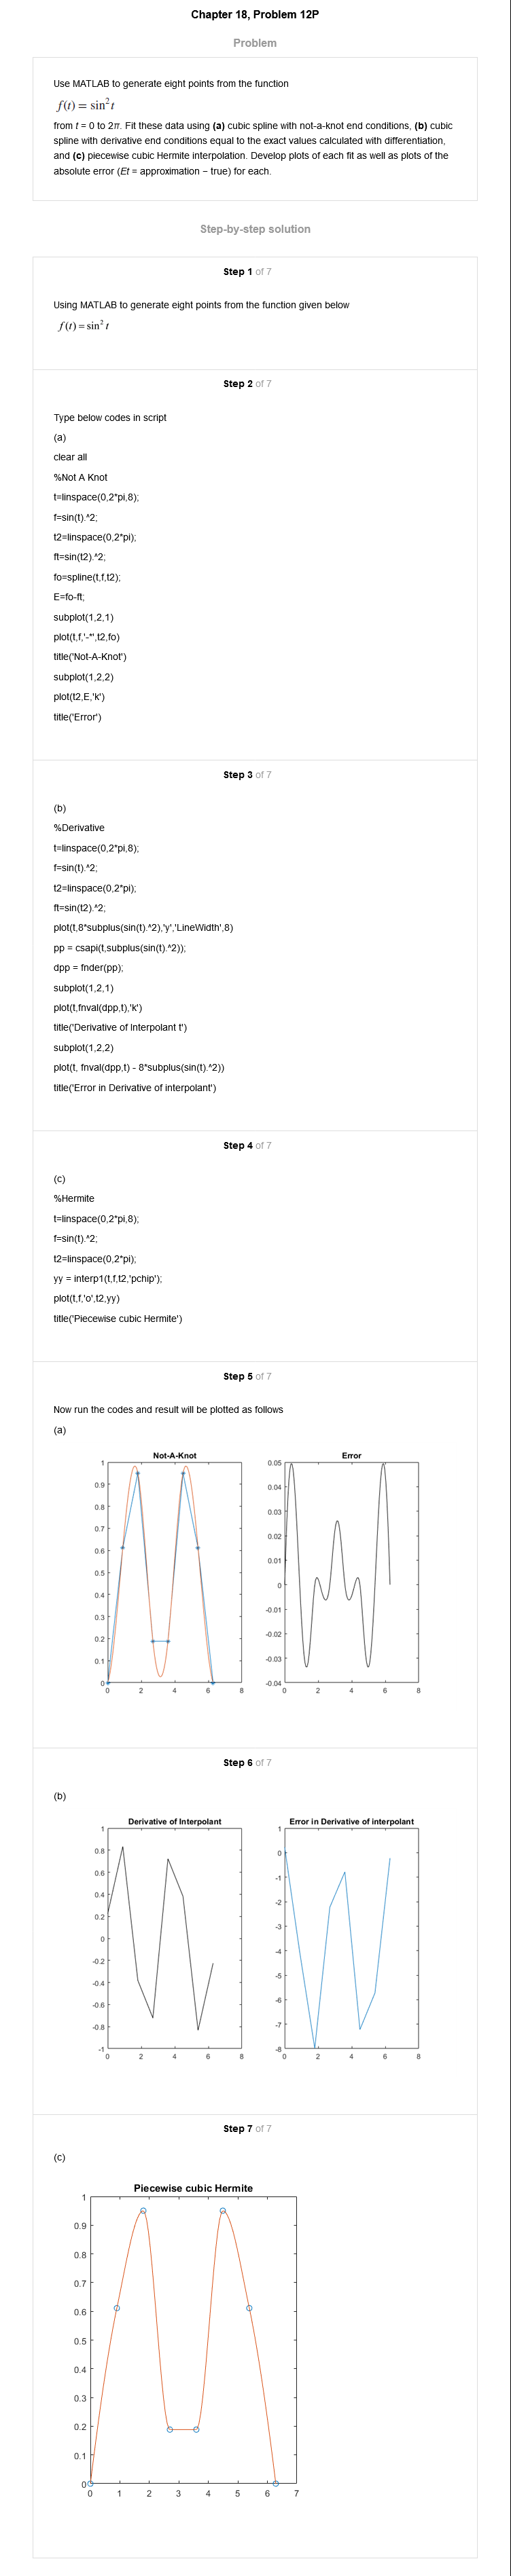 Chapter 18, Problem 12P
Problem
Use MATLAB to generate eight points from the function
f(t) = sin²t
from t = 0 to 2π. Fit these data using (a) cubic spline with not-a-knot end conditions, (b) cubic
spline with derivative end conditions equal to the exact values calculated with differentiation,
and (c) piecewise cubic Hermite interpolation. Develop plots of each fit as well as plots of the
absolute error (Et = approximation − true) for each.
Step-by-step solution
Step 1 of 7
Using MATLAB to generate eight points from the function given below
f(t) = sin² t
Step 2 of 7
Type below codes in script
(a)
clear all
%Not A Knot
t=linspace(0,2*pi,8);
f=sin(t).^2;
t2=linspace(0,2*pi);
ft=sin(t2).^2;
fo=spline(t,f,t2);
E=fo-ft;
subplot(1,2,1)
plot(t,f,'-*',t2,fo)
title('Not-A-Knot')
subplot(1,2,2)
plot(t2,E,'k')
title('Error')
Step 3 of 7
(b)
%Derivative
t=linspace(0,2*pi,8);
f=sin(t).^2;
t2=linspace(0,2*pi);
ft=sin(t2).^2;
plot(t,8*subplus(sin(t).^2),'y','LineWidth',8)
pp = csapi(t,subplus(sin(t).^2));
dpp = fnder(pp);
subplot(1,2,1)
plot(t,fnval(dpp,t),'k')
title('Derivative of Interpolant t')
subplot(1,2,2)
plot(t, fnval(dpp,t) - 8*subplus(sin(t).^2))
title('Error in Derivative of interpolant')
Step 4 of 7
(c)
%Hermite
t=linspace(0,2*pi,8);
f=sin(t).^2;
t2=linspace(0,2*pi);
yy = interp1(t,f,t2,'pchip');
plot(t,f,'o',t2,yy)
title('Piecewise cubic Hermite')
Step 5 of 7
Now run the codes and result will be plotted as follows
(a)
Not-A-Knot
1
0.9
0.8
0.7
0.6
0.5
0.4
0.3
0.2
0.1
0
0 2 4 6 8
Error
0.05
0.04
0.03
0.02
0.01
0
-0.01
-0.02
-0.03
-0.04
0 2 4 6 8
Step 6 of 7
(b)
Derivative of Interpolant
1
0.8
0.6
0.4
0.2
0
-0.2
-0.4
-0.6
-0.8
-1
0 2 4 6 8
Error in Derivative of interpolant
1
0
-1
-2
-3
-4
-5
-6
-7
-8
0 2 4 6 8
Step 7 of 7
(c)
Piecewise cubic Hermite
1
0.9
0.8
0.7
0.6
0.5
0.4
0.3
0.2
0.1
0
0 1 2 3 4 5 6 7